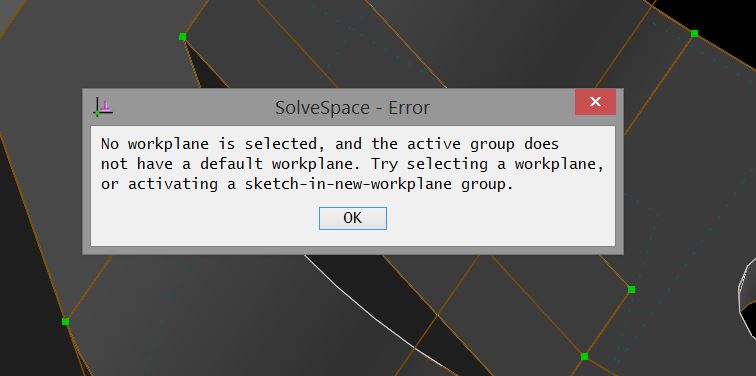 SolveSpace - Error
No workplane is selected, and the active group does
not have a default workplane. Try selecting a workplane,
or activating a sketch-in-new-workplane group.
OK